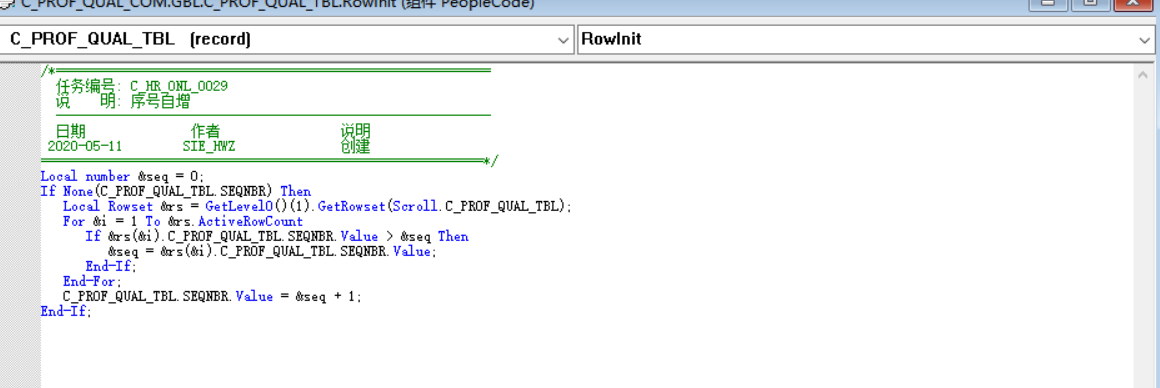 C_PROF_QUAL_COM.GBL.C_PROF_QUAL_TBL.RowInit (组件 PeopleCode)
C_PROF_QUAL_TBL (record)
RowInit
/*═══════════════════════════════
任务编号: C_HR_ONL_0029
说 明: 序号自增
───────────────────────────────
日期 作者 说明
2020-05-11 SIE_HWZ 创建
═══════════════════════════════*/
Local number &seq = 0;
If None(C_PROF_QUAL_TBL.SEQNBR) Then
Local Rowset &rs = GetLevel0()(1).GetRowset(Scroll.C_PROF_QUAL_TBL);
For &i = 1 To &rs.ActiveRowCount
If &rs(&i).C_PROF_QUAL_TBL.SEQNBR.Value > &seq Then
&seq = &rs(&i).C_PROF_QUAL_TBL.SEQNBR.Value;
End-If;
End-For;
C_PROF_QUAL_TBL.SEQNBR.Value = &seq + 1;
End-If;